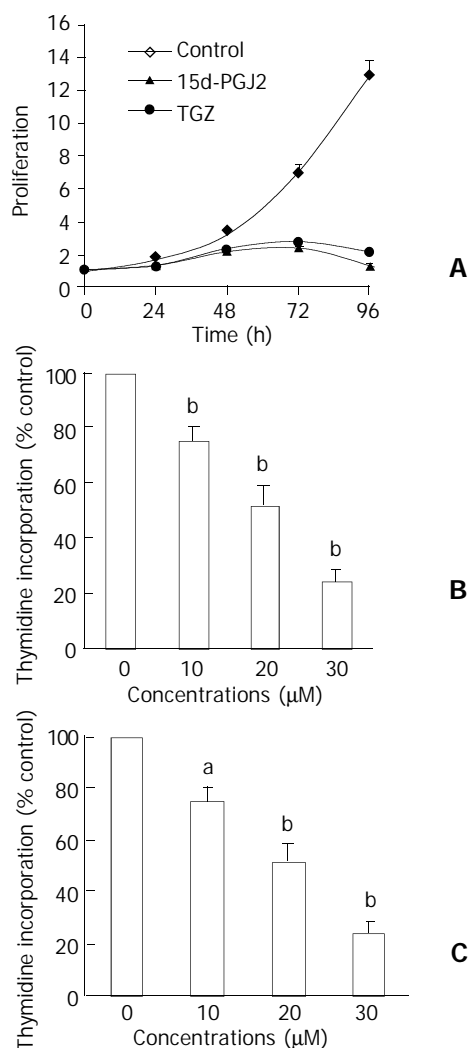 16
14
12
10
8
6
4
2
0
Proliferation
Control
15d-PGJ2
TGZ
0 24 48 72 96
Time (h)
A
Thymidine incorporation (% control)
100
80
60
40
20
0
b
b
b
0 10 20 30
Concentrations (μM)
B
Thymidine incorporation (% control)
100
80
60
40
20
0
a
b
b
0 10 20 30
Concentrations (μM)
C